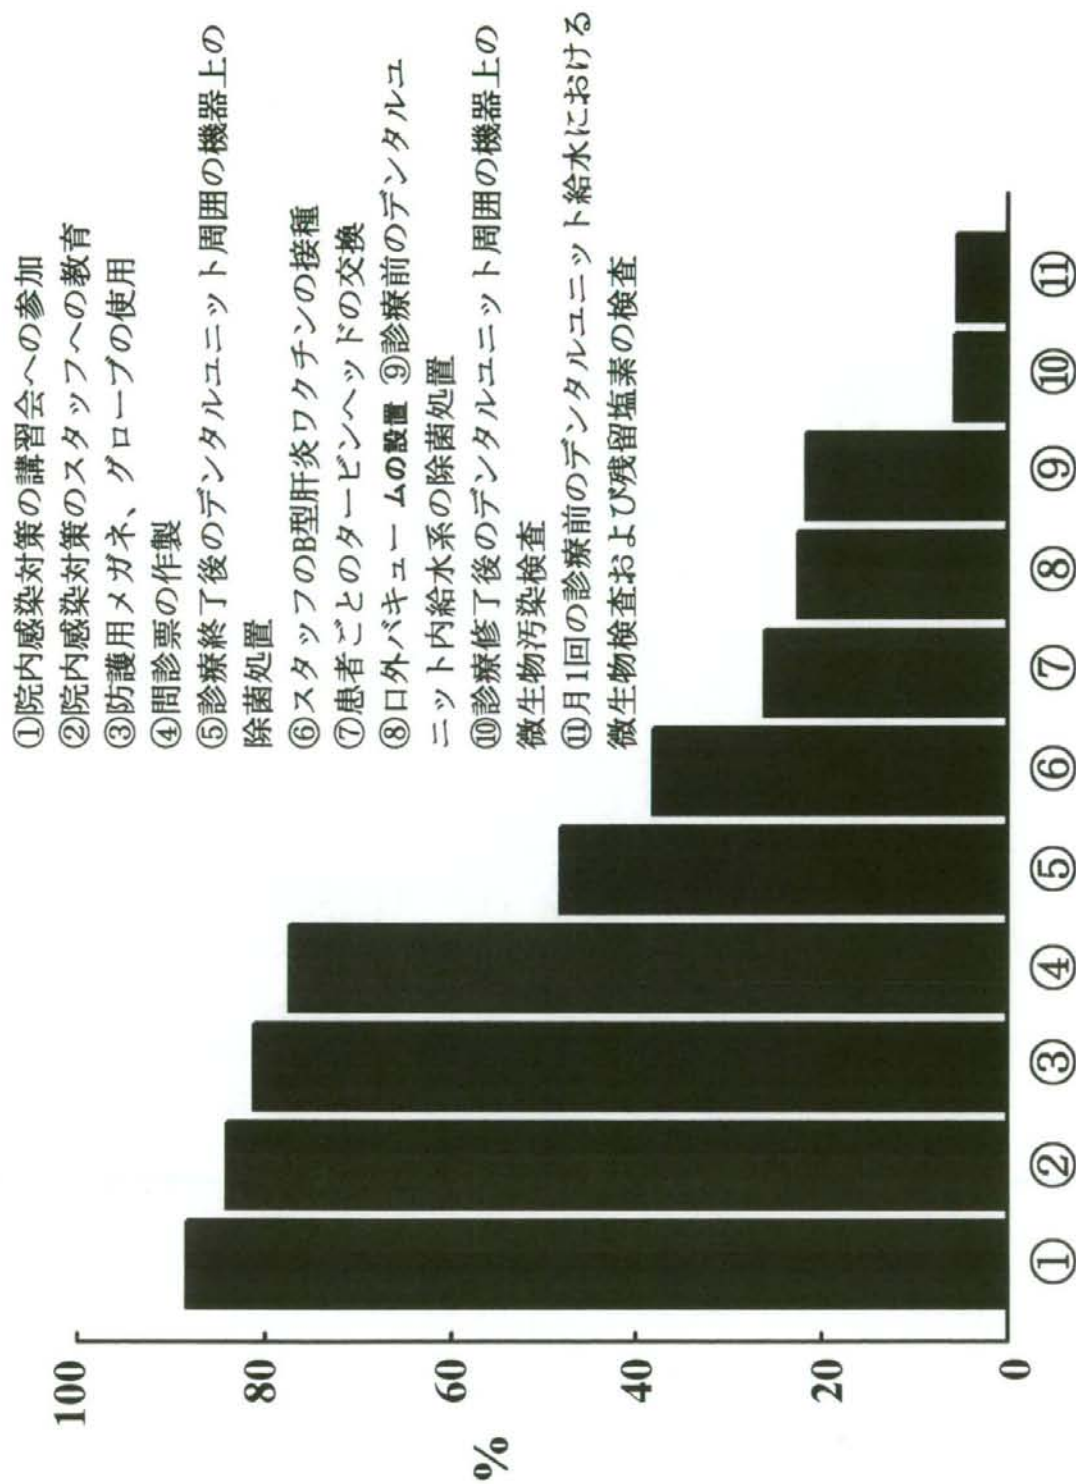 ①院内感染対策の講習会への参加
②院内感染対策のスタッフへの教育
③防護用メガネ、グローブの使用
④問診票の作製
⑤診療終了後のデンタルユニット周囲の機器上の
除菌処置
⑥スタッフのB型肝炎ワクチンの接種
⑦患者ごとのタービンヘッドの交換
⑧口外バキュームの設置 ⑨診療前のデンタルユ
ニット内給水系の除菌処置
⑩診療修了後のデンタルユニット周囲の機器上の
微生物汚染検査
⑪月1回の診療前のデンタルユニット給水における
微生物検査および残留塩素の検査
%
100
80
60
40
20
0
① ② ③ ④ ⑤ ⑥ ⑦ ⑧ ⑨ ⑩ ⑪